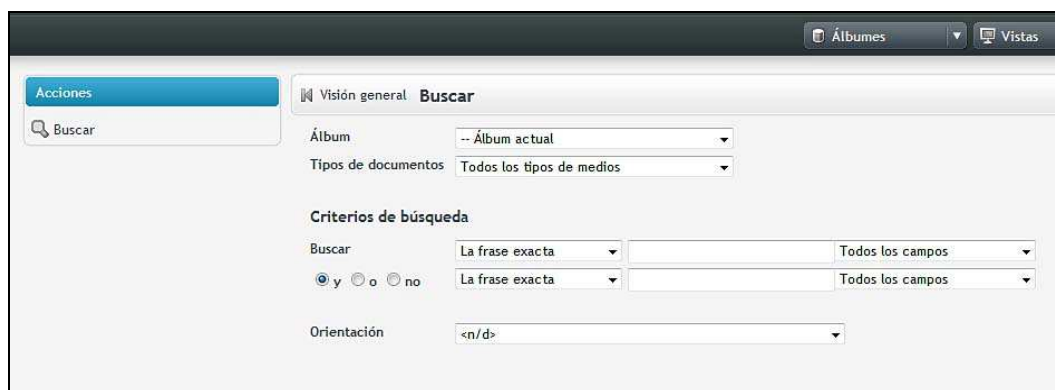 Álbumes Vistas
Acciones
Buscar
Visión general Buscar
Álbum -- Álbum actual
Tipos de documentos Todos los tipos de medios
Criterios de búsqueda
Buscar La frase exacta Todos los campos
y o no La frase exacta Todos los campos
Orientación <n/d>